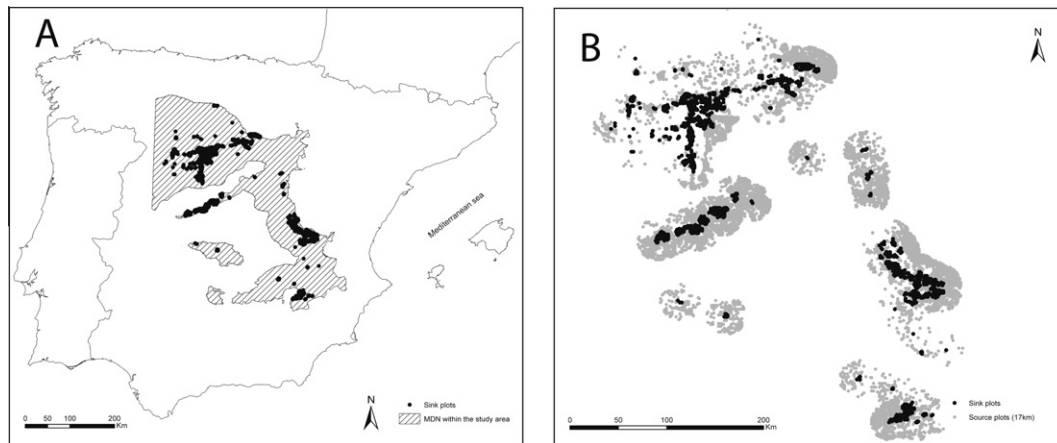 A
Mediterranean sea
N
Sink plots
MDN within the study area
0 50 100 200
Km
B
N
Sink plots
Source plots (17km)
0 50 100 200
Km